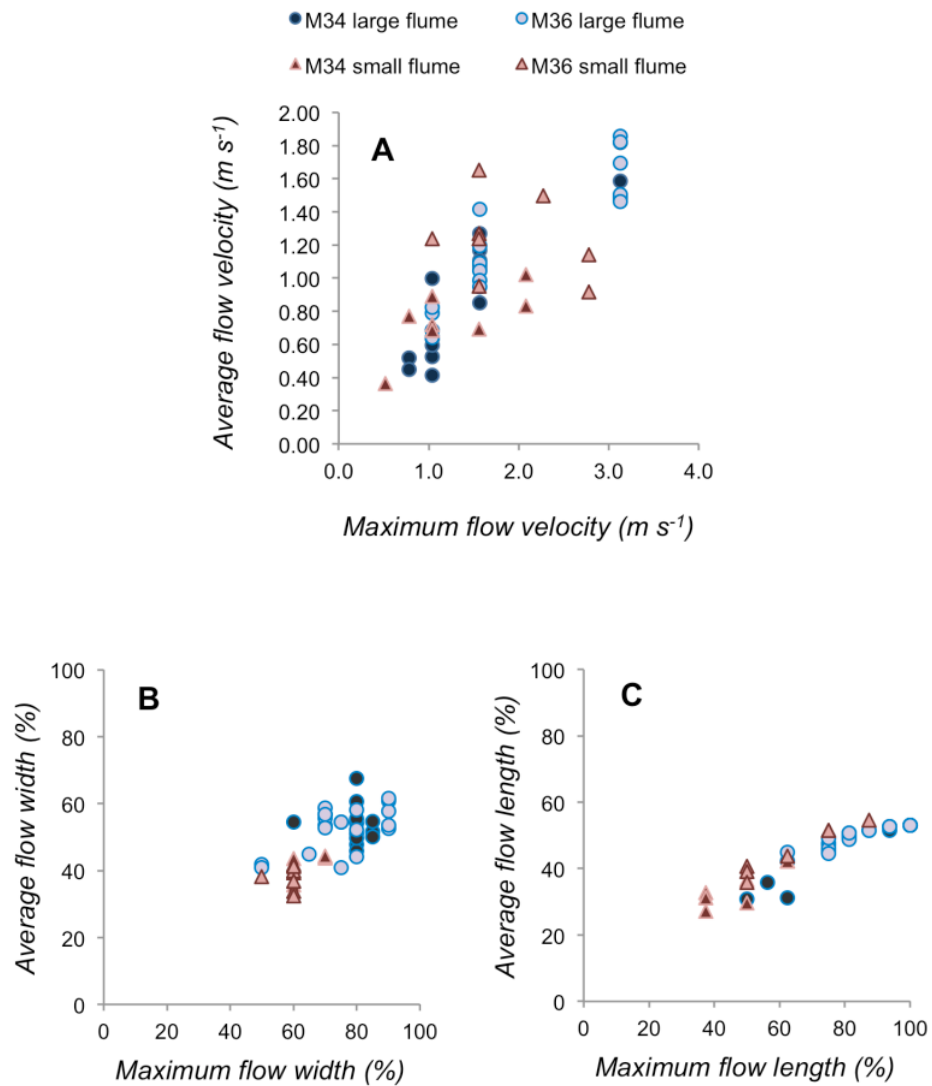 M34 large flume M36 large flume
M34 small flume M36 small flume
A
Average flow velocity (m s-1)
2.00
1.80
1.60
1.40
1.20
1.00
0.80
0.60
0.40
0.20
0.00
0.0 1.0 2.0 3.0 4.0
Maximum flow velocity (m s-1)
B
Average flow width (%)
100
80
60
40
20
0
0 20 40 60 80 100
Maximum flow width (%)
C
Average flow length (%)
100
80
60
40
20
0
0 20 40 60 80 100
Maximum flow length (%)